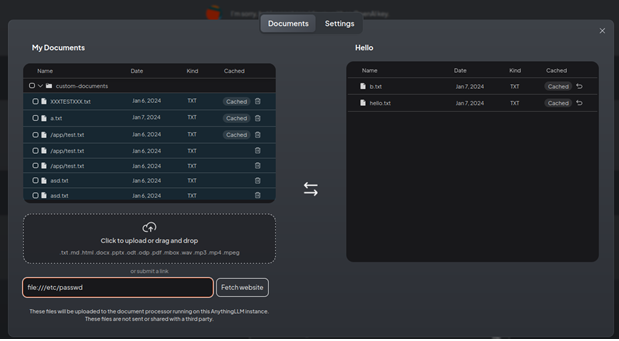 Documents
Settings
My Documents
Name Date Kind Cached
custom-documents
XXXTESTXXX.txt Jan 6, 2024 TXT Cached
a.txt Jan 7, 2024 TXT Cached
/app/test.txt Jan 6, 2024 TXT Cached
/app/test.txt Jan 6, 2024 TXT
/app/test.txt Jan 6, 2024 TXT
asd.txt Jan 6, 2024 TXT
asd.txt Jan 6, 2024 TXT
Click to upload or drag and drop
.txt .md .html .docx .pptx .odt .odp .pdf .mbox .wav .mp3 .mp4 .mpeg
or submit a link
file:///etc/passwd
Fetch website
These files will be uploaded to the document processor running on this AnythingLLM instance.
These files are not sent or shared with a third party.
Hello
Name Date Kind Cached
b.txt Jan 7, 2024 TXT Cached
hello.txt Jan 7, 2024 TXT Cached